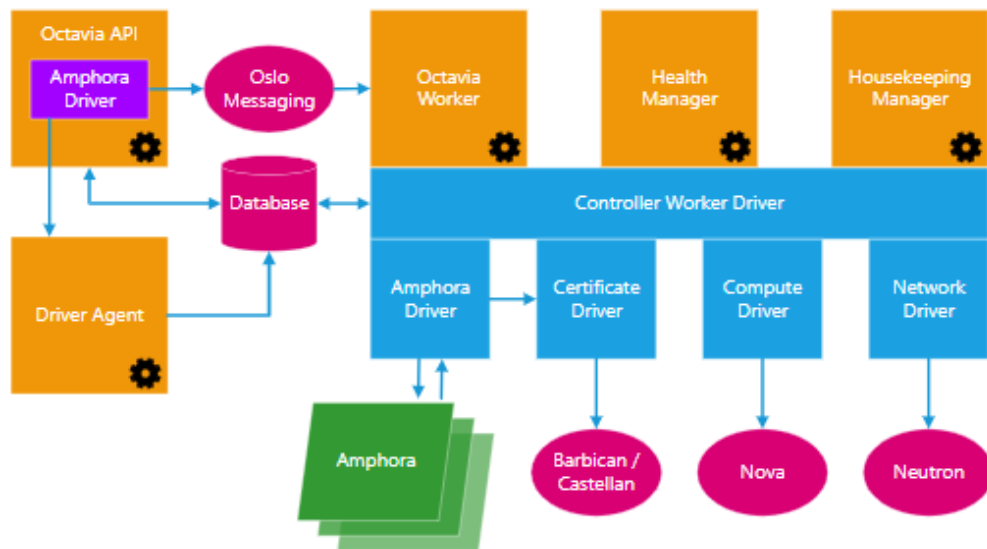 Octavia API
Amphora
Driver
Oslo
Messaging
Octavia
Worker
Health
Manager
Housekeeping
Manager
Database
Controller Worker Driver
Driver Agent
Amphora
Driver
Certificate
Driver
Compute
Driver
Network
Driver
Amphora
Barbican /
Castellan
Nova
Neutron